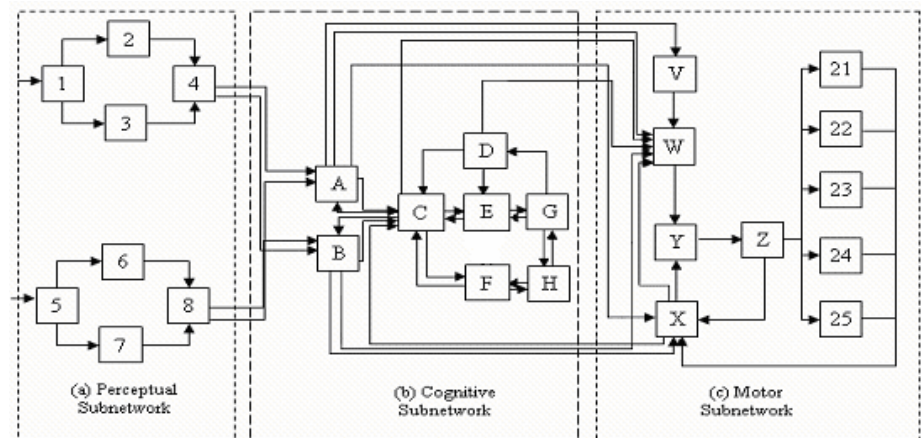 1
2
3
4
5
6
7
8
(a) Perceptual
Subnetwork
A
B
C
D
E
F
G
H
(b) Cognitive
Subnetwork
V
W
X
Y
Z
21
22
23
24
25
(c) Motor
Subnetwork